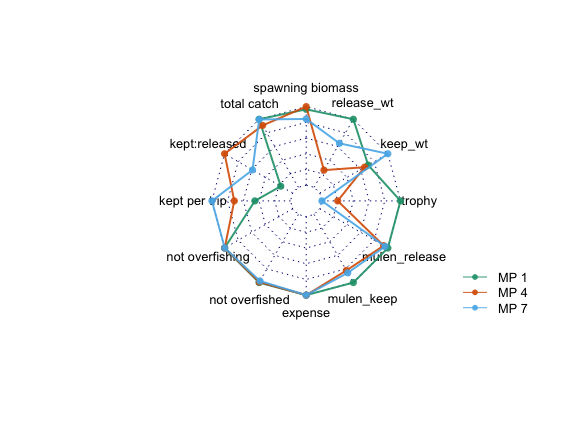 spawning biomass
total catch
release_wt
kept:released
keep_wt
kept per trip
trophy
not overfishing
mulen_release
not overfished
mulen_keep
expense
MP 1
MP 4
MP 7